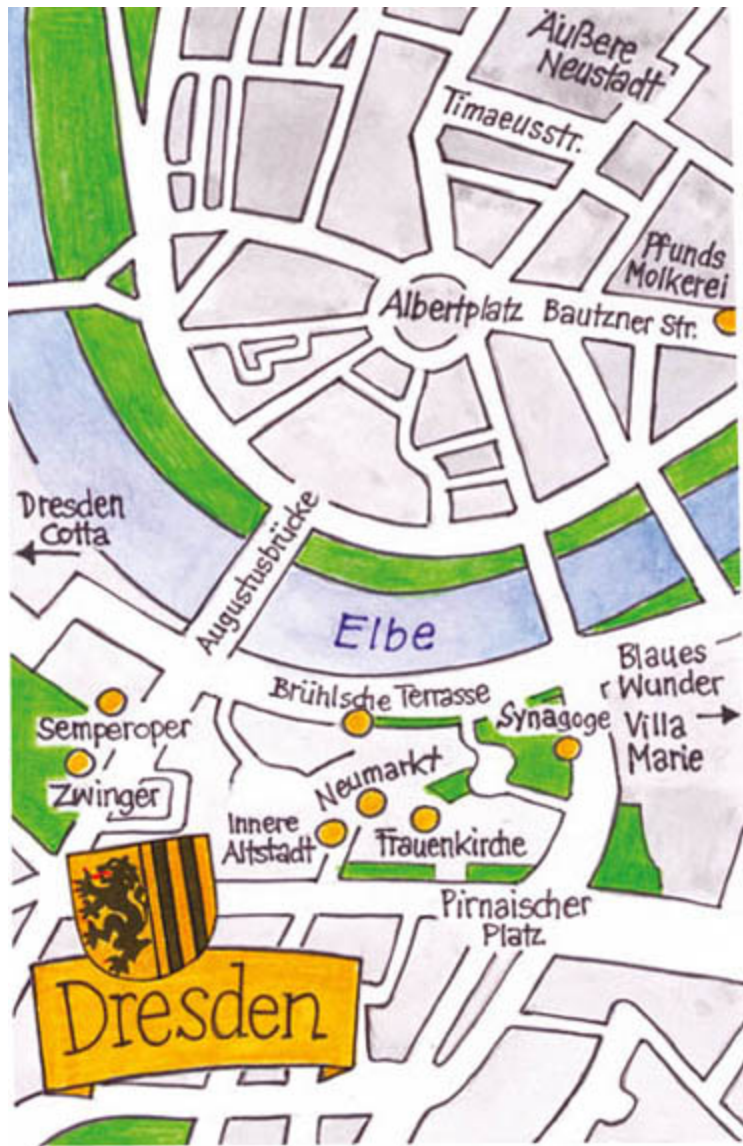 Äußere
Neustadt
Timaeusstr.
Pfunds
Molkerei
Albertplatz
Bautzner Str.
Dresden
Cotta
Augustusbrücke
Elbe
Blaues
Wunder
Brühlsche Terrasse
Semperoper
Synagoge
Villa
Marie
Zwinger
Neumarkt
Innere
Altstadt
Frauenkirche
Pirnaischer
Platz
Dresden